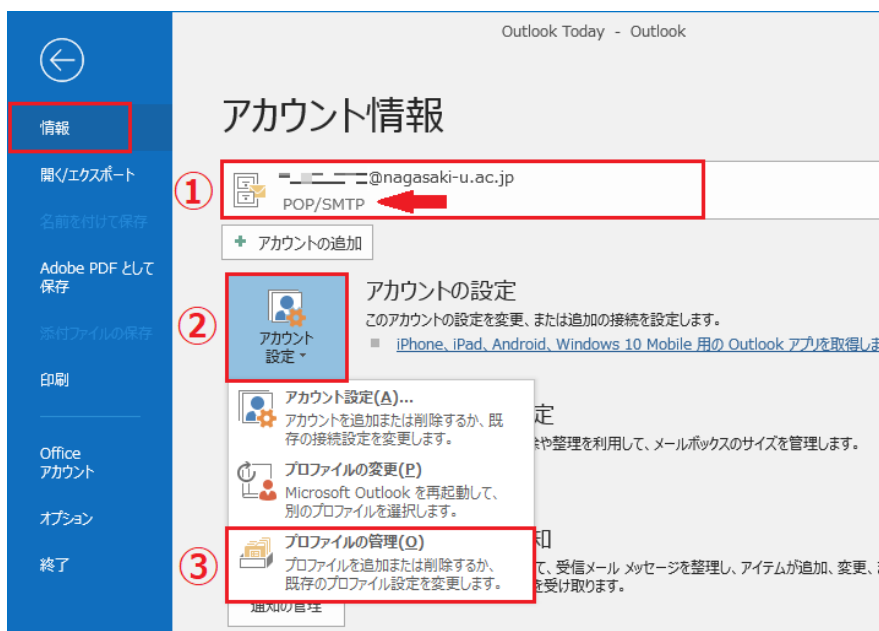 Outlook Today - Outlook
情報
開く/エクスポート
名前を付けて保存
Adobe PDF として
保存
添付ファイルの保存
印刷
Office
アカウント
オプション
終了
アカウント情報
①
@nagasaki-u.ac.jp
POP/SMTP
+ アカウントの追加
②
アカウント
設定
アカウントの設定
このアカウントの設定を変更、または追加の接続を設定します。
iPhone、iPad、Android、Windows 10 Mobile 用の Outlook アプリを取得しま
アカウント設定(A)...
アカウントを追加または削除するか、既
存の接続設定を変更します。
定
や整理を利用して、メールボックスのサイズを管理します。
プロファイルの変更(P)
Microsoft Outlook を再起動して、
別のプロファイルを選択します。
③
プロファイルの管理(O)
プロファイルを追加または削除するか、
既存のプロファイル設定を変更します。
知
て、受信メール メッセージを整理し、アイテムが追加、変更、
を受け取ります。
通知の管理